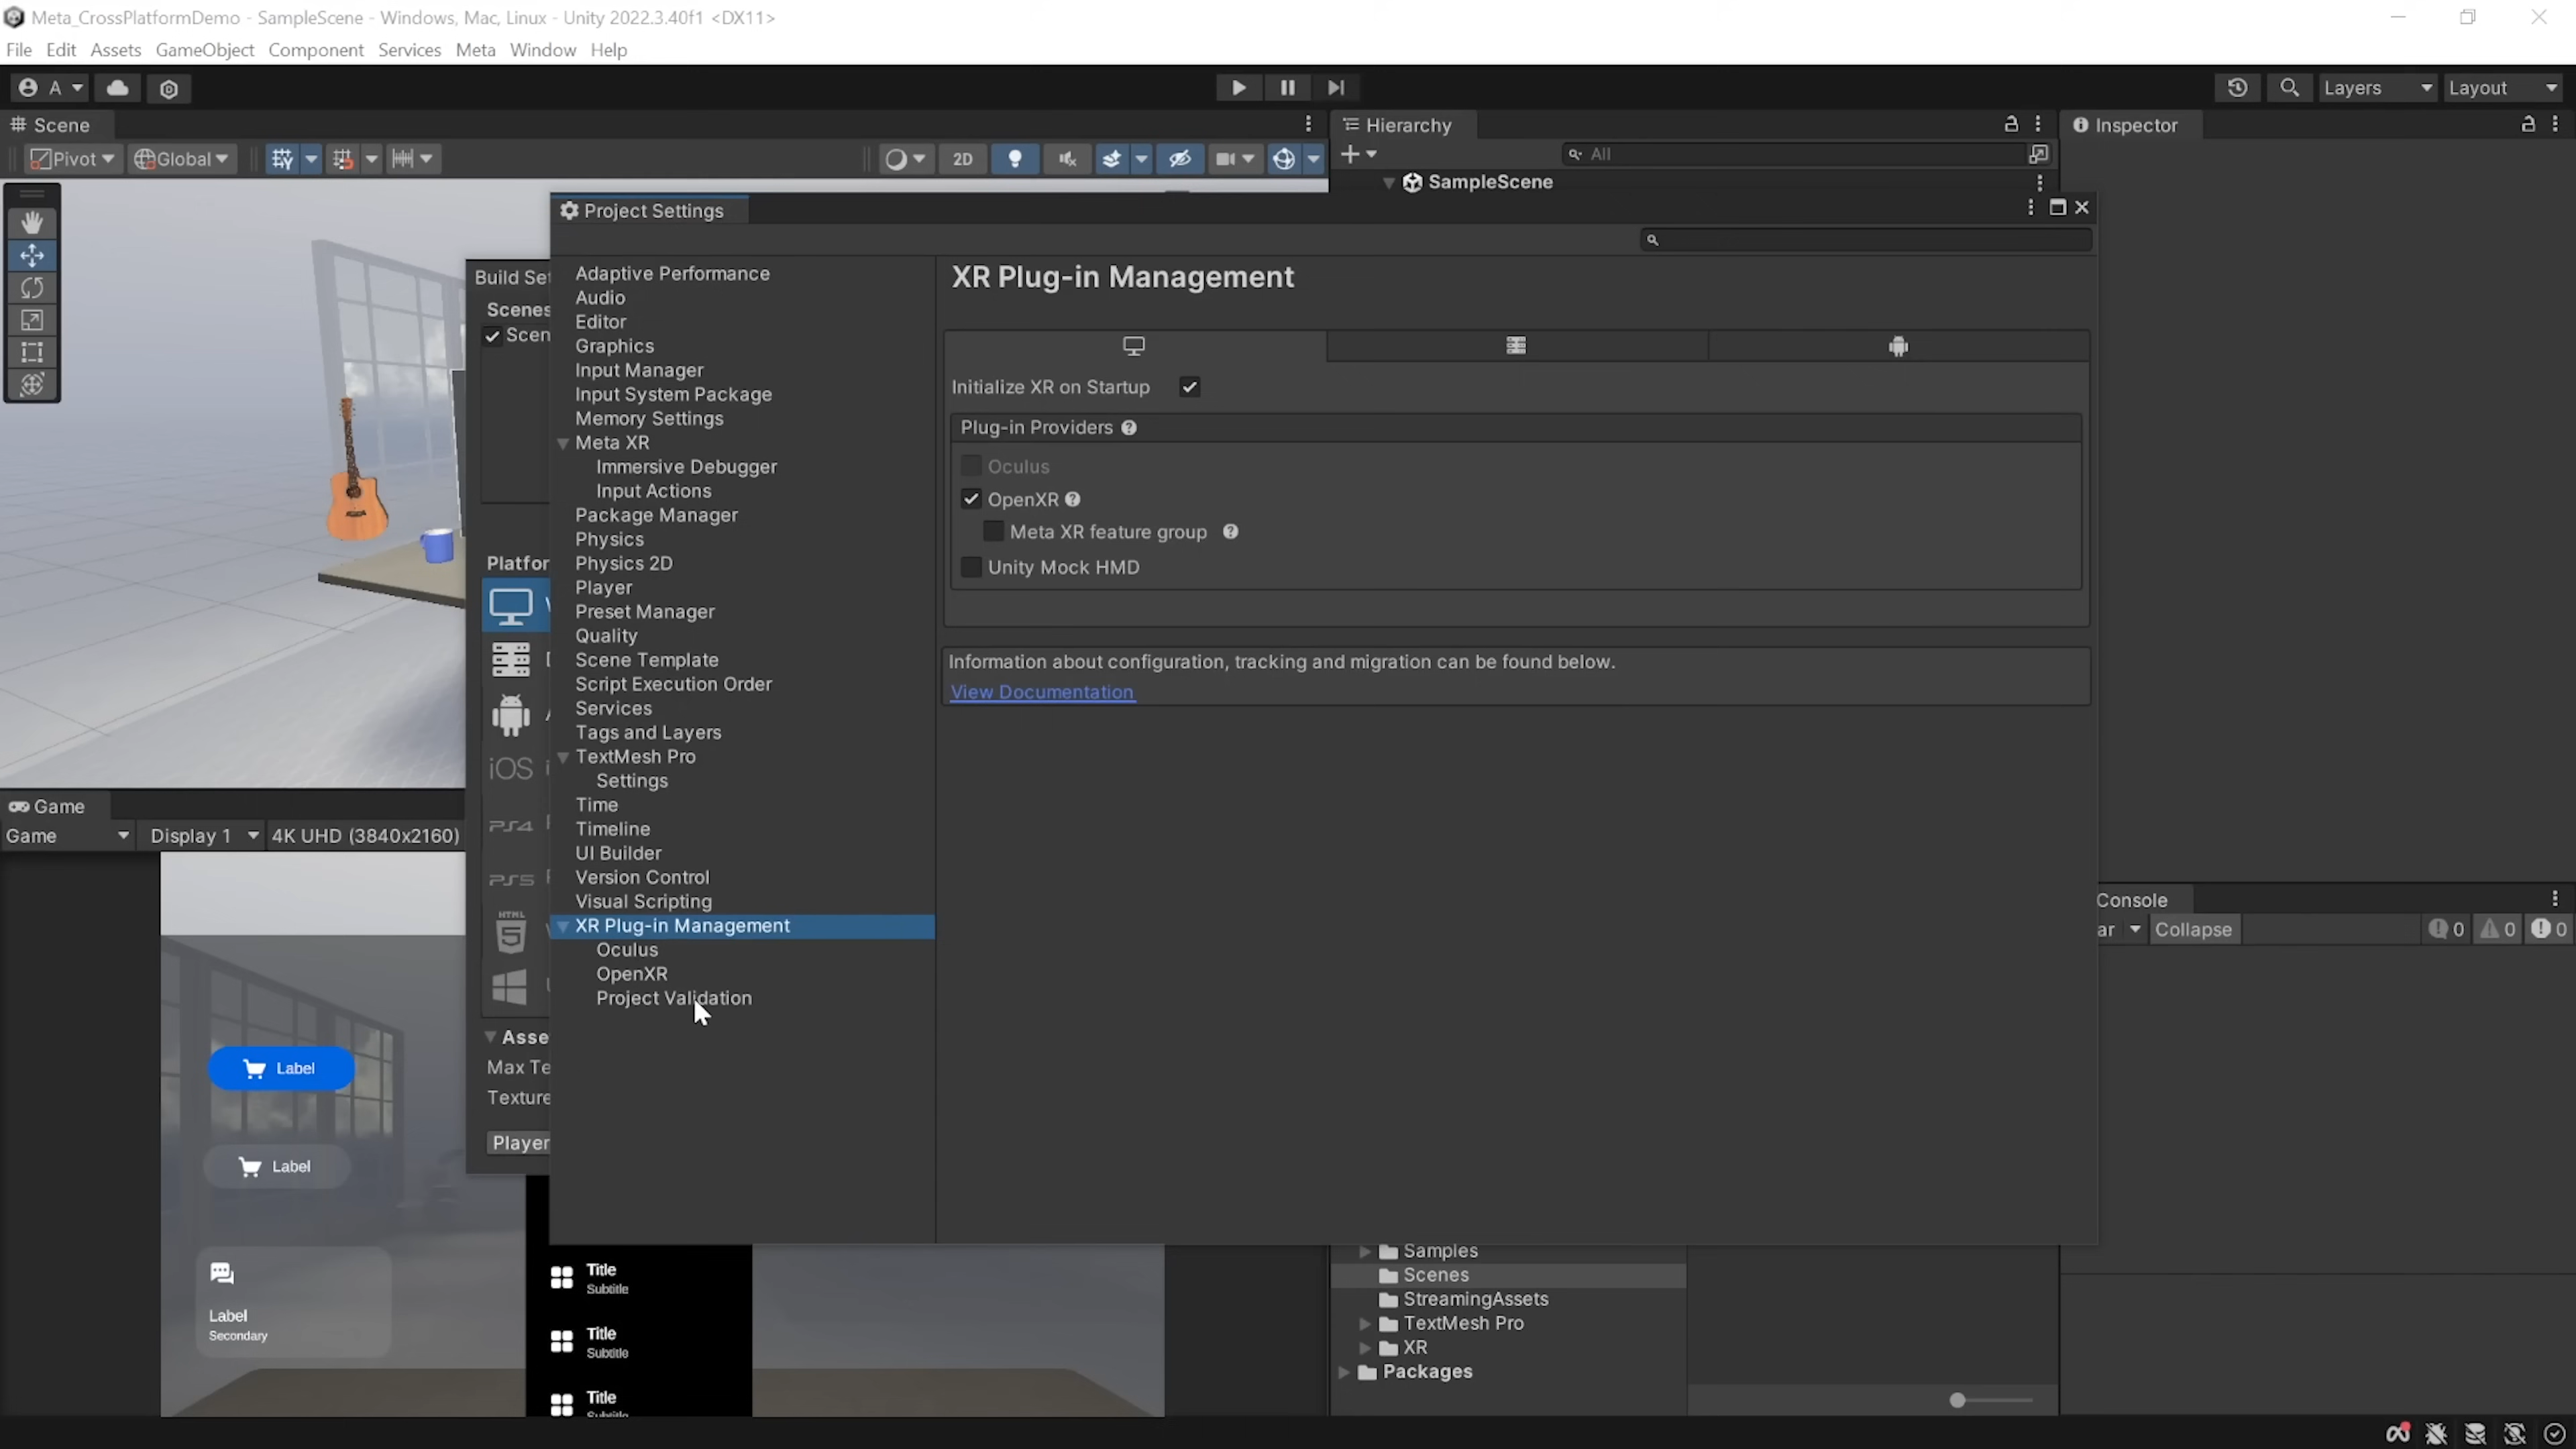 Meta_CrossPlatformDemo - SampleScene - Windows, Mac, Linux - Unity 2022.3.40f1 <DX11>
File Edit Assets GameObject Component Services Meta Window Help
A
Layers
Layout
Scene
Hierarchy
Inspector
Pivot
Global
2D
All
SampleScene
Project Settings
Build Set
Scenes
Scen
Platfor
iOS
PS4
PS5
HTML
5
Asse
Max Te
Texture
Player
Adaptive Performance
Audio
Editor
Graphics
Input Manager
Input System Package
Memory Settings
Meta XR
Immersive Debugger
Input Actions
Package Manager
Physics
Physics 2D
Player
Preset Manager
Quality
Scene Template
Script Execution Order
Services
Tags and Layers
TextMesh Pro
Settings
Time
Timeline
UI Builder
Version Control
Visual Scripting
XR Plug-in Management
Oculus
OpenXR
Project Validation
XR Plug-in Management
Initialize XR on Startup
Plug-in Providers
Oculus
OpenXR
Meta XR feature group
Unity Mock HMD
Information about configuration, tracking and migration can be found below.
View Documentation
Game
Game
Display 1
4K UHD (3840x2160)
Label
Label
Label
Secondary
Title
Subtitle
Title
Subtitle
Title
Console
ar
Collapse
0
0
0
Samples
Scenes
StreamingAssets
TextMesh Pro
XR
Packages